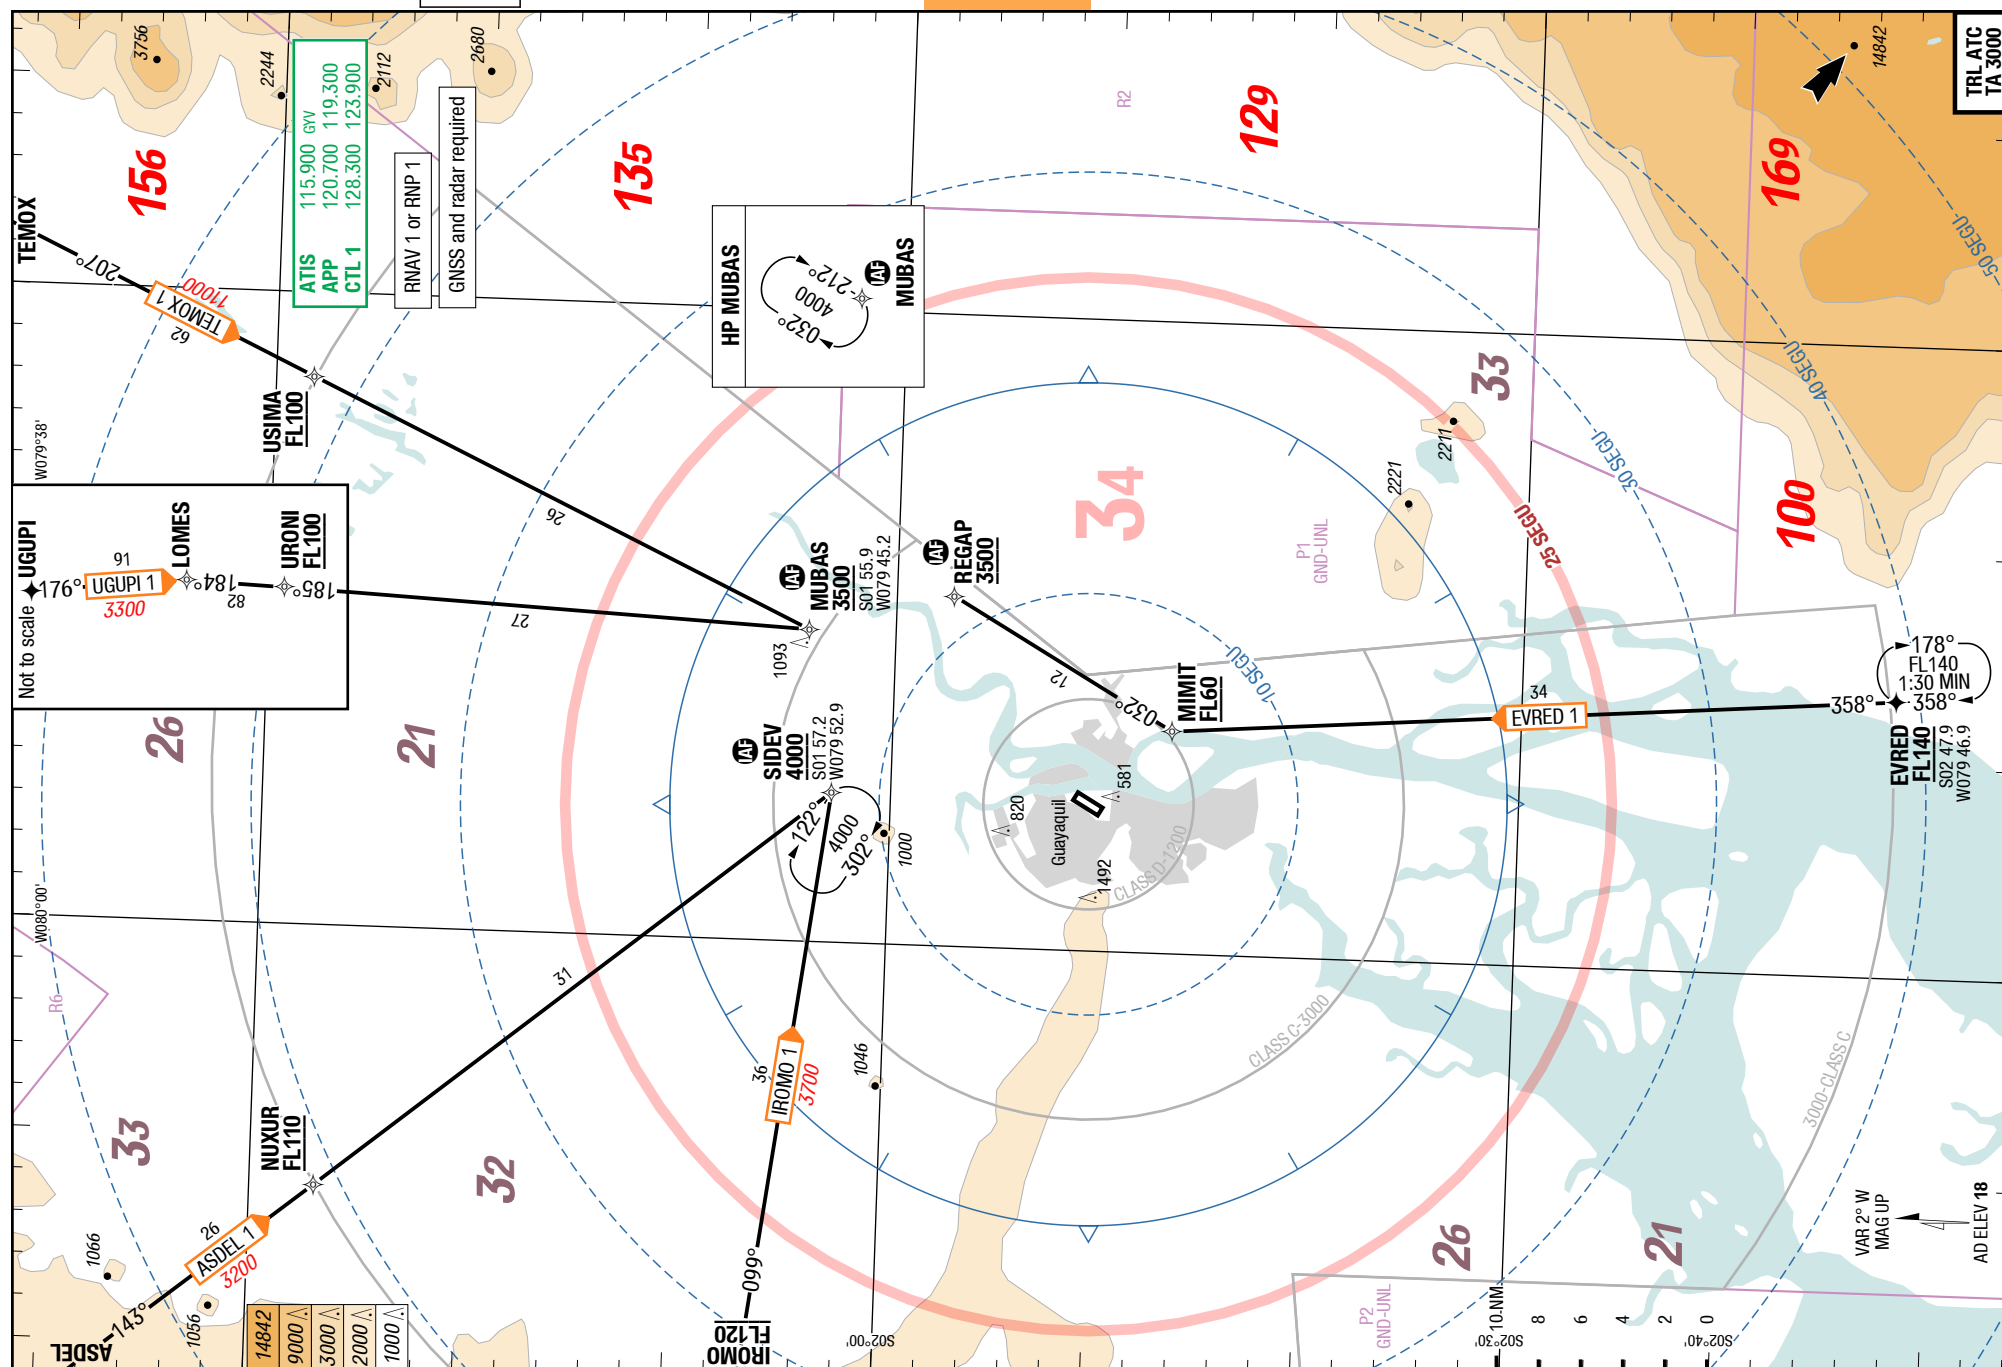 TEMOX
207°
TEMOX 1
11000
62
USIMA
FL100
26
3756
2244
2112
2680
156
ATIS 115.900 GYV
APP 120.700 119.300
CTL 1 128.300 123.900
RNAV 1 or RNP 1
GNSS and radar required
135
129
R2
169
14842
TRL ATC
TA 3000
W079°38'
Not to scale
UGUPI
179°
91
UGUPI 1
3300
LOMES
184°
82
URONI
FL100
185°
27
HP MUBAS
212°
4000
032°
IAF
MUBAS
IAF
MUBAS
3500
S01 55.9
W079 45.2
1093
IAF
REGAP
3500
12
032°
MIMIT
FL60
34
33
2211
2221
P1
GND-UNL
100
50 SEGU
40 SEGU
30 SEGU
25 SEGU
10 SEGU
34
EVRED 1
358°
178°
FL140
1:30 MIN
358°
EVRED
FL140
S02 47.9
W079 46.9
26
21
IAF
SIDEV
4000
S01 57.2
W079 52.9
122°
4000
302°
1000
820
581
Guayaquil
1492
CLASS D-1200
CLASS C-3000
3000-CLASS C
W080°00'
R6
31
33
32
NUXUR
FL110
26
ASDEL 1
3200
143°
ASDEL
1066
1056
36
IROMO 1
3700
1046
099°
IROMO
FL120
14842
9000
3000
2000
1000
S02°00'
P2
GND-UNL
26
21
10 NM
8
6
4
2
0
S02°30'
S02°40'
VAR 2° W
MAG UP
AD ELEV 18